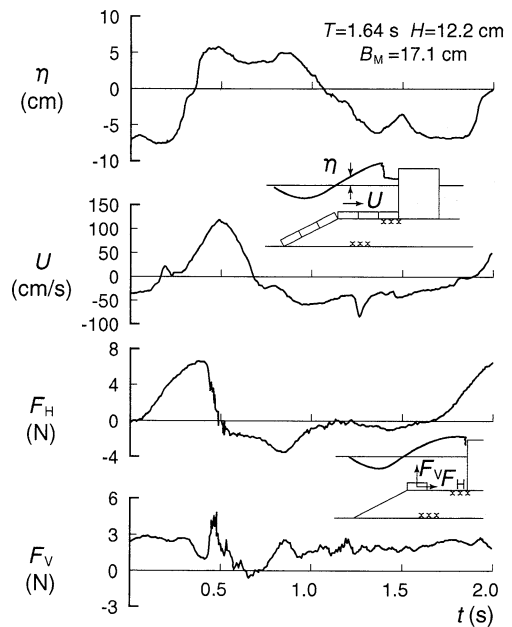 T=1.64 s H=12.2 cm
B_M =17.1 cm
10
5
0
-5
-10
η
(cm)
η
U
150
100
50
0
-50
-100
U
(cm/s)
8
4
0
-4
F_H
(N)
F_V
F_H
6
3
0
-3
F_V
(N)
0.5
1.0
1.5
2.0
t (s)